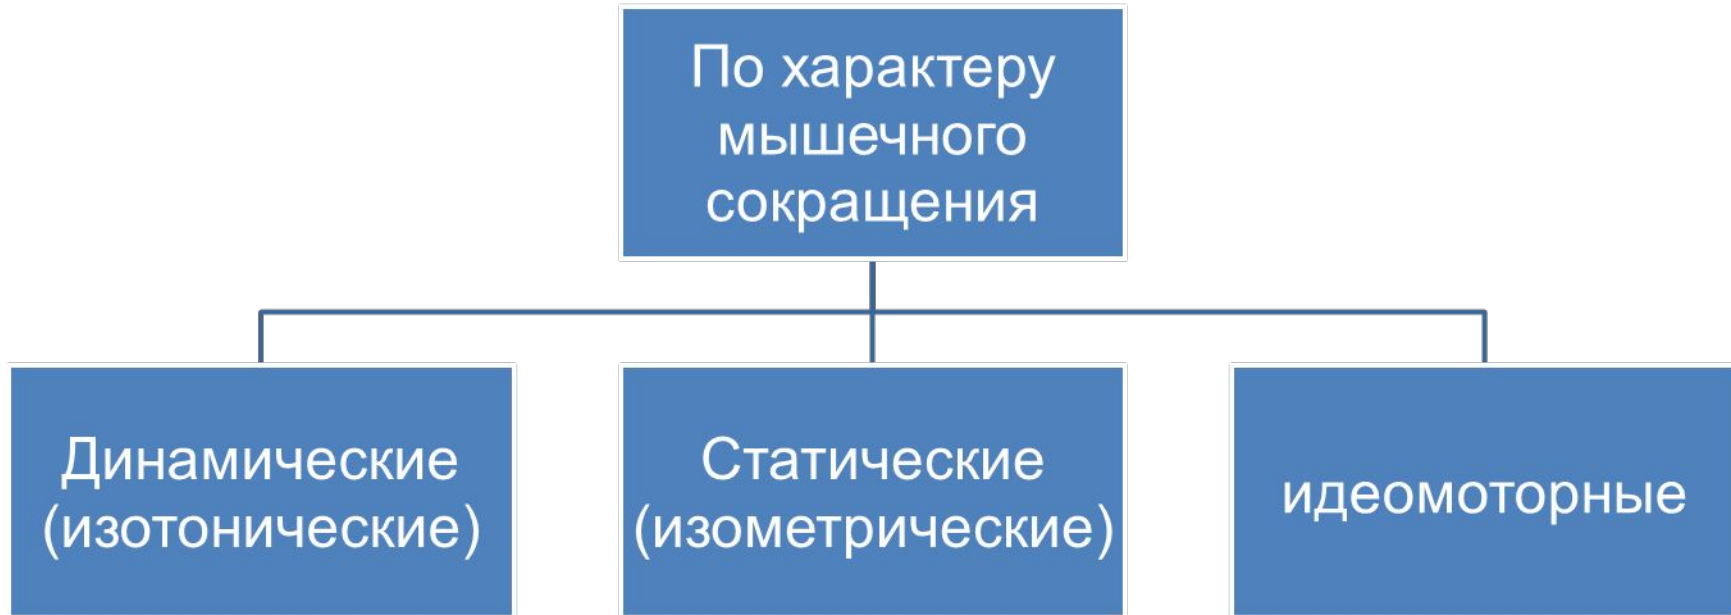 По характеру
мышечного
сокращения
Динамические
(изотонические)
Статические
(изометрические)
идеомоторные